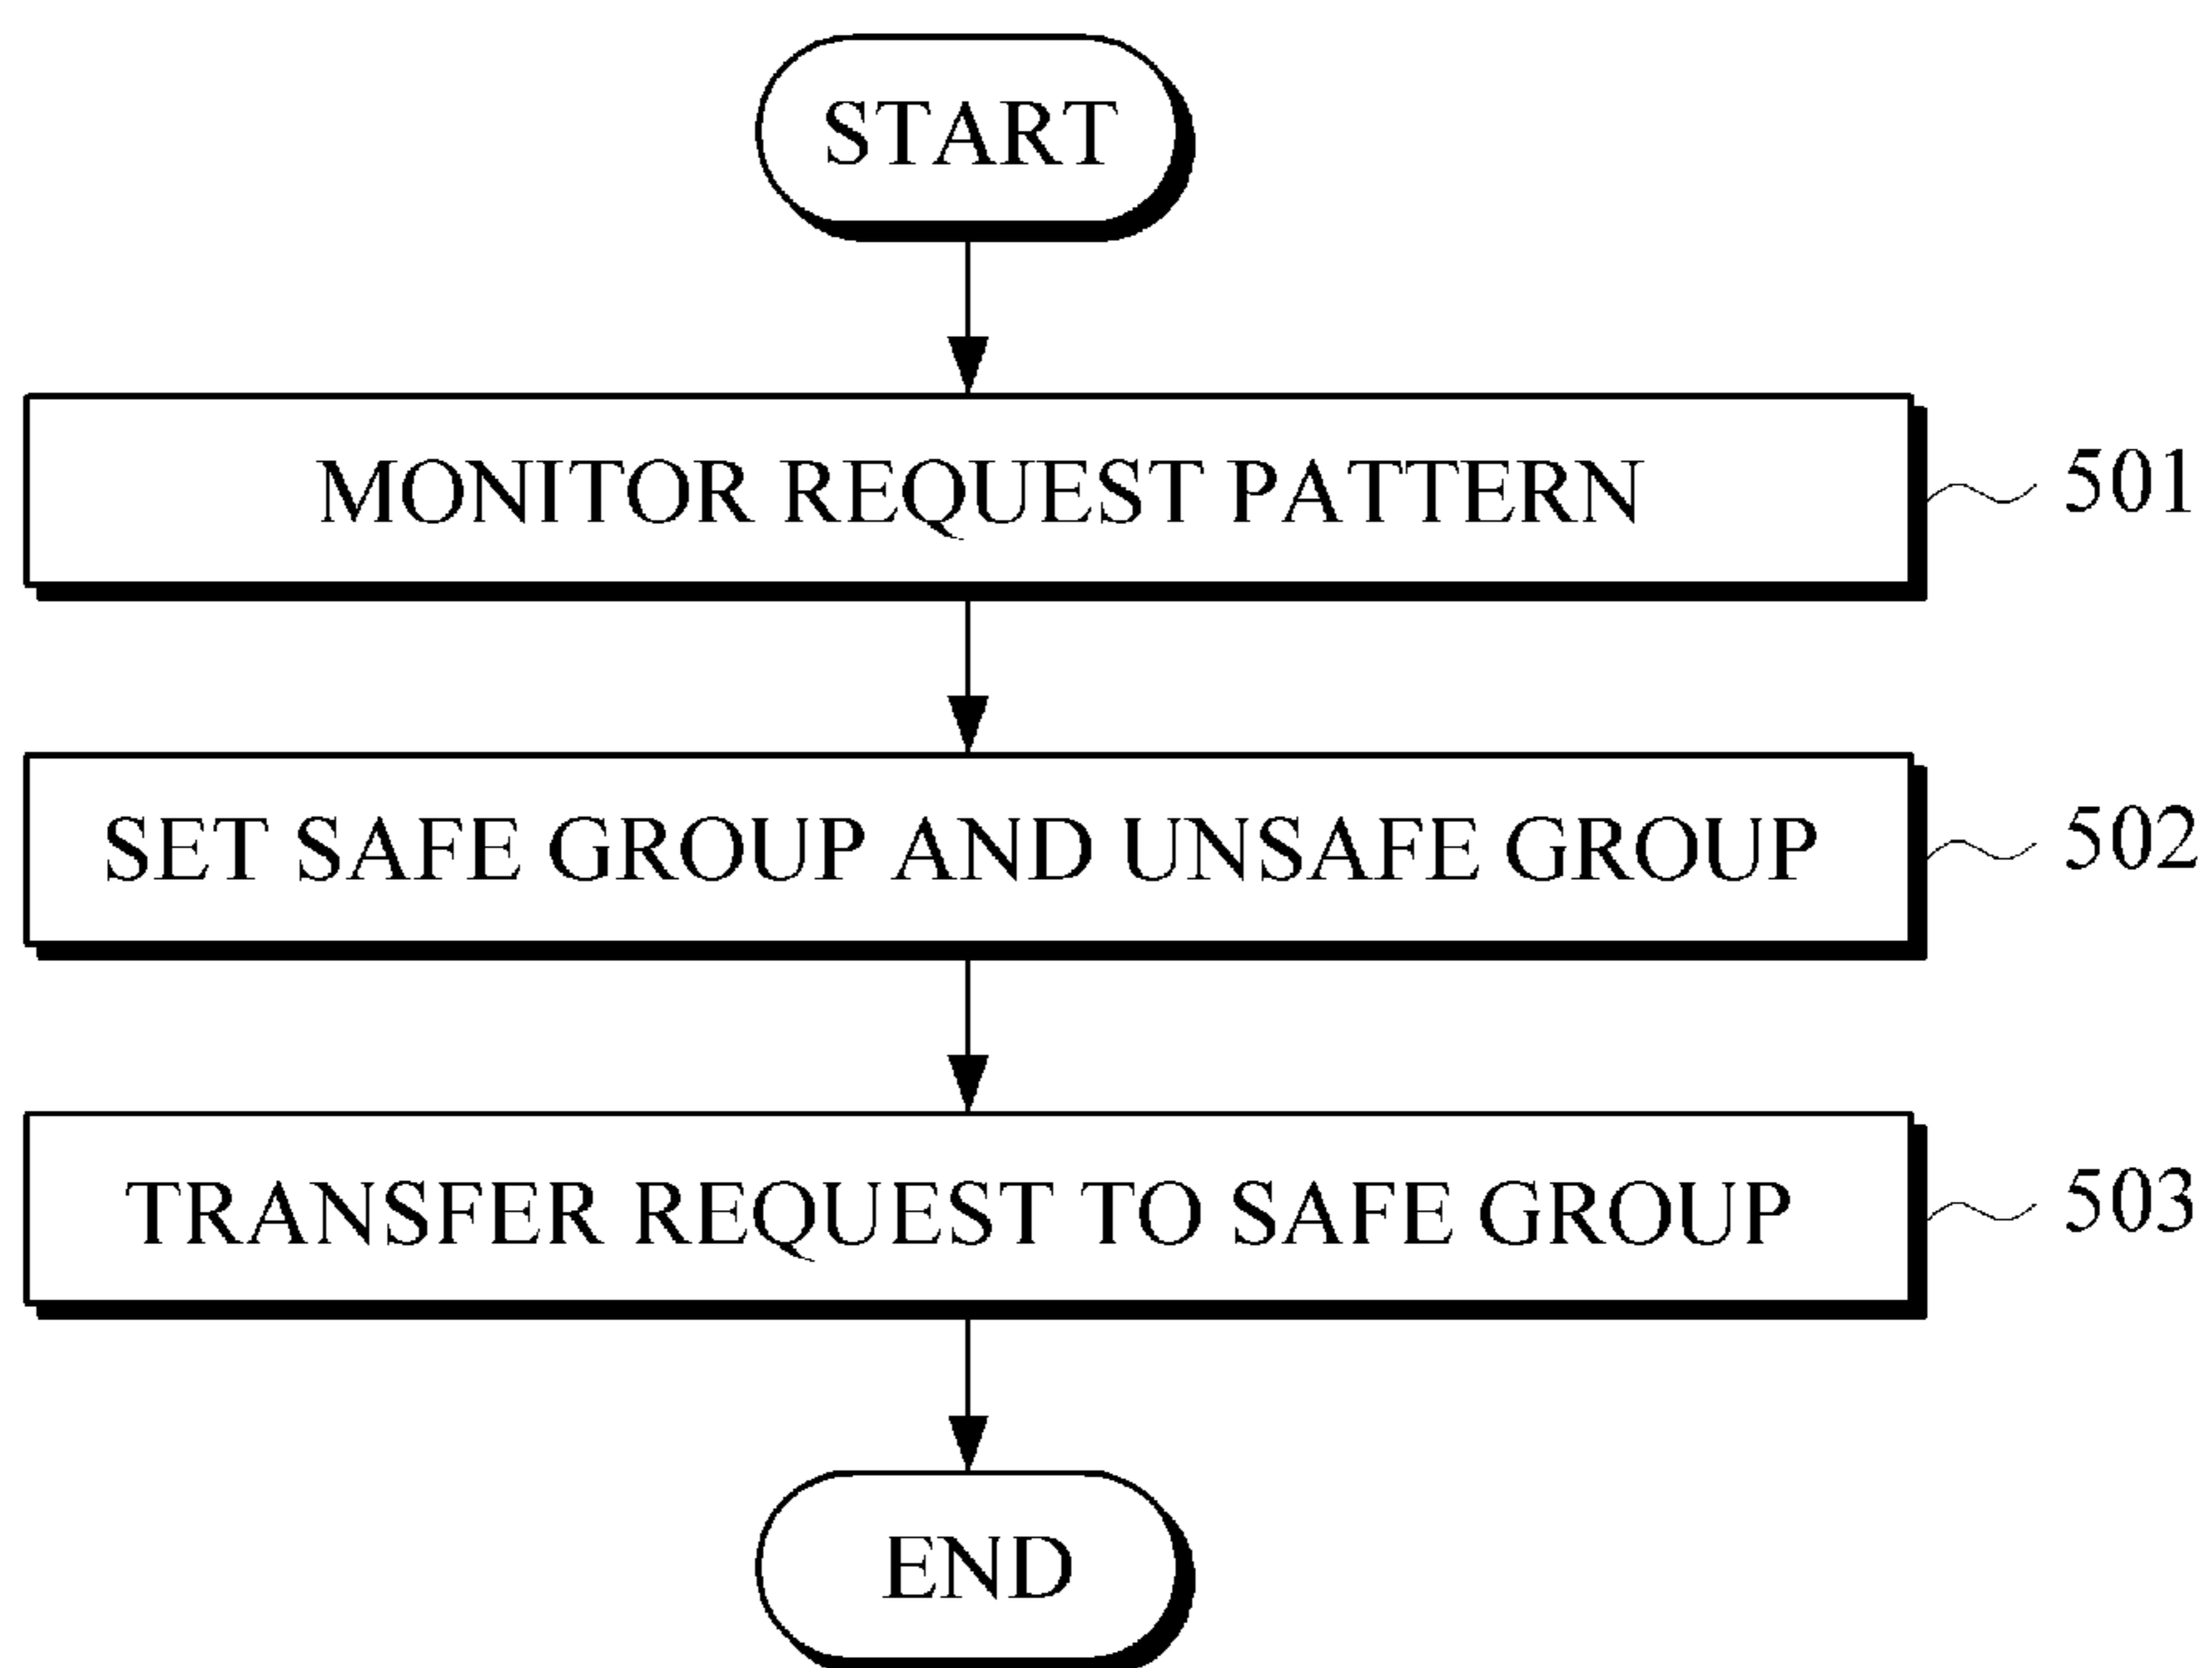 START
MONITOR REQUEST PATTERN
501
SET SAFE GROUP AND UNSAFE GROUP
502
TRANSFER REQUEST TO SAFE GROUP
503
END